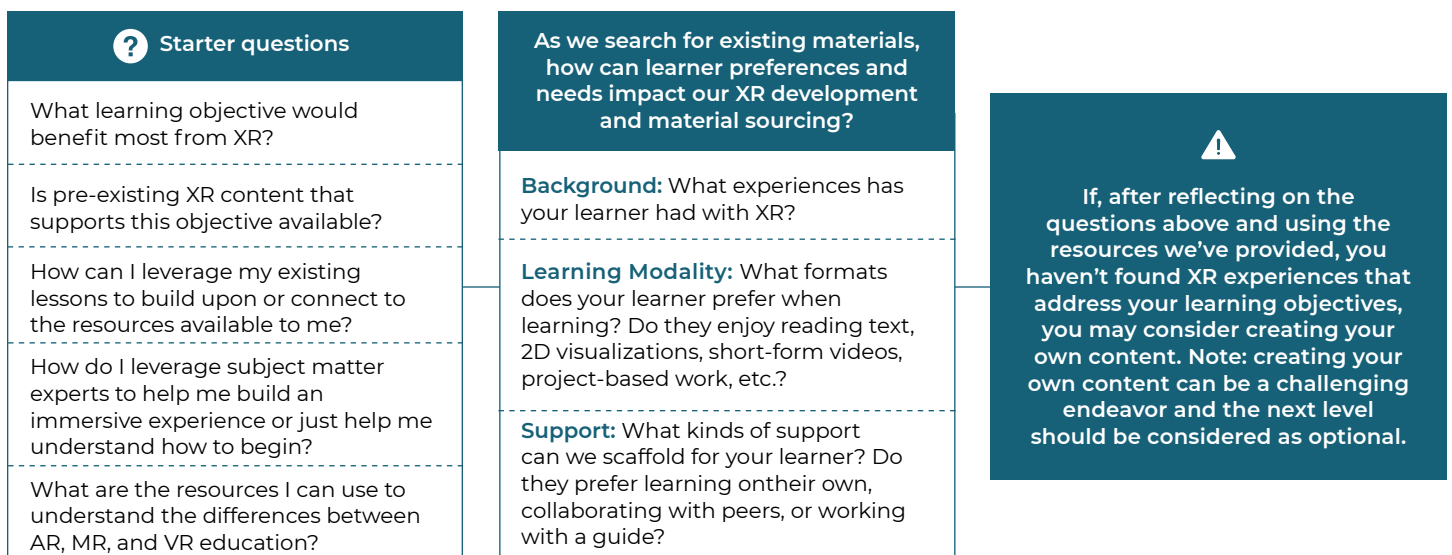 ? Starter questions
What learning objective would
benefit most from XR?
Is pre-existing XR content that
supports this objective available?
How can I leverage my existing
lessons to build upon or connect to
the resources available to me?
How do I leverage subject matter
experts to help me build an
immersive experience or just help me
understand how to begin?
What are the resources I can use to
understand the differences between
AR, MR, and VR education?
As we search for existing materials,
how can learner preferences and
needs impact our XR development
and material sourcing?
Background: What experiences has
your learner had with XR?
Learning Modality: What formats
does your learner prefer when
learning? Do they enjoy reading text,
2D visualizations, short-form videos,
project-based work, etc.?
Support: What kinds of support
can we scaffold for your learner? Do
they prefer learning ontheir own,
collaborating with peers, or working
with a guide?
If, after reflecting on the
questions above and using the
resources we’ve provided, you
haven’t found XR experiences that
address your learning objectives,
you may consider creating your
own content. Note: creating your
own content can be a challenging
endeavor and the next level
should be considered as optional.